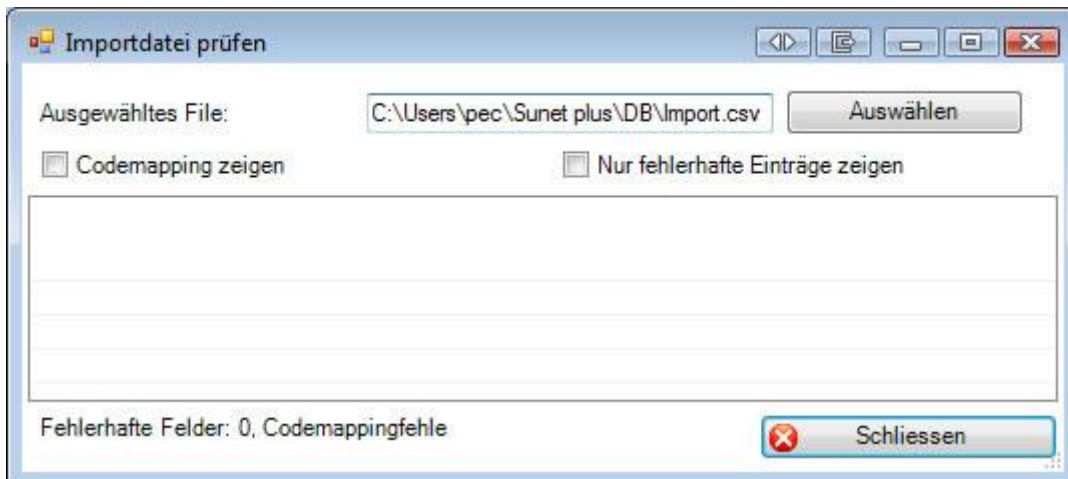 Importdatei prüfen
Ausgewähltes File: C:\Users\pec\Sunet plus\DB\Import.csv Auswählen
Codemapping zeigen Nur fehlerhafte Einträge zeigen
Fehlerhafte Felder: 0, Codemappingfehle Schliessen